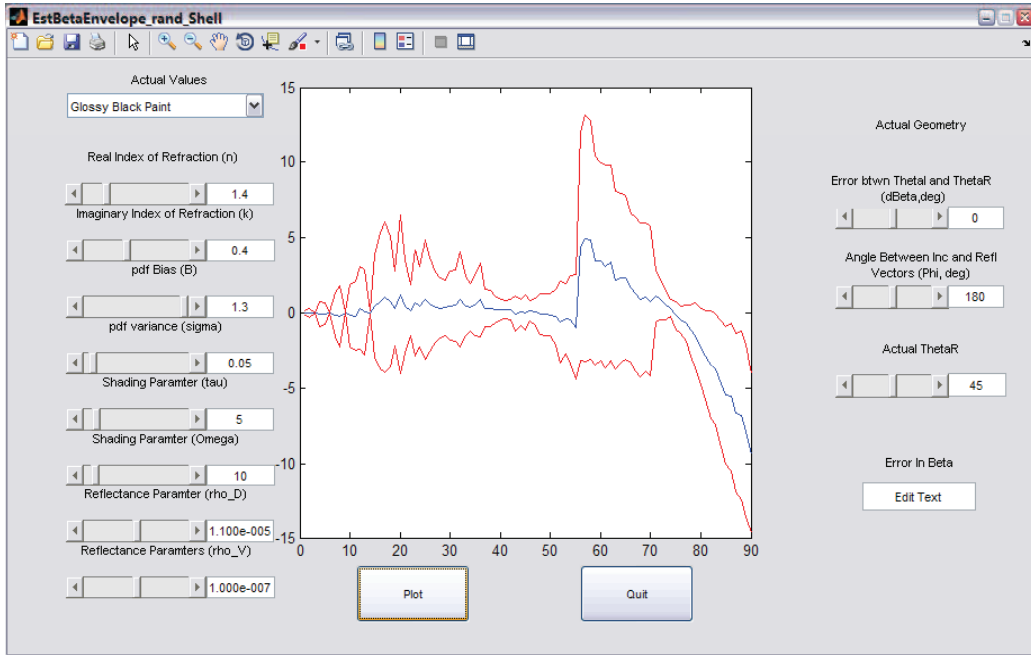 EstBetaEnvelope_rand_Shell
Actual Values
Glossy Black Paint
Real Index of Refraction (n)
1.4
Imaginary Index of Refraction (k)
0.4
pdf Bias (B)
1.3
pdf variance (sigma)
0.05
Shading Paramter (tau)
5
Shading Paramter (Omega)
10
Reflectance Paramter (rho_D)
1.100e-005
Reflectance Paramters (rho_V)
1.000e-007
15
10
5
0
-5
-10
-15
0 10 20 30 40 50 60 70 80 90
Plot
Quit
Actual Geometry
Error btwn ThetaI and ThetaR
(dBeta,deg)
0
Angle Between Inc and Refl
Vectors (Phi, deg)
180
Actual ThetaR
45
Error In Beta
Edit Text